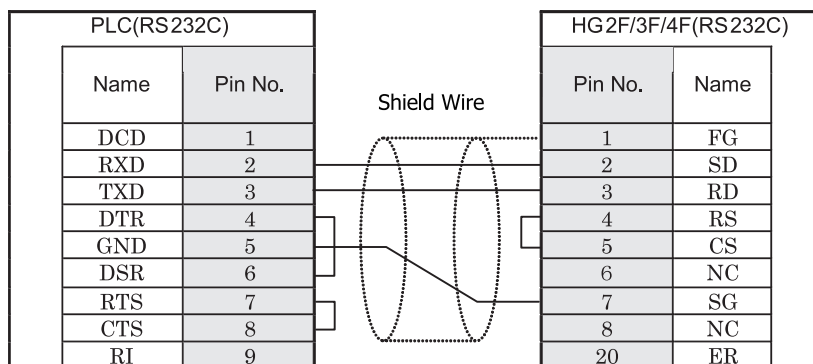 PLC(RS232C) HG2F/3F/4F(RS232C)
Name Pin No. Shield Wire Pin No. Name
DCD 1 1 FG
RXD 2 2 SD
TXD 3 3 RD
DTR 4 4 RS
GND 5 5 CS
DSR 6 6 NC
RTS 7 7 SG
CTS 8 8 NC
RI 9 20 ER